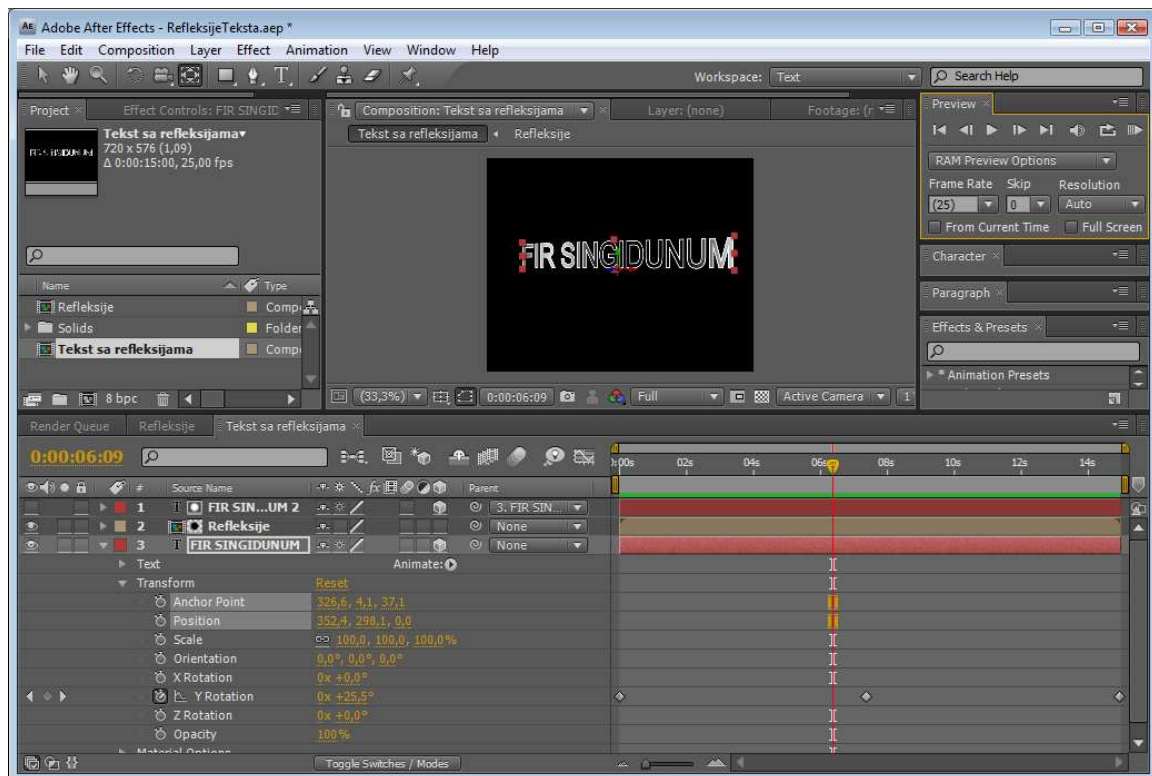 Adobe After Effects - RefleksijeTeksta.aep *
File Edit Composition Layer Effect Animation View Window Help
Workspace: Text
Search Help
Project
Effect Controls: FIR SINGID
Composition: Tekst sa refleksijama
Layer: (none)
Footage: (r
Preview
Tekst sa refleksijama
720 x 576 (1,09)
Δ 0:00:15:00, 25,00 fps
Tekst sa refleksijama Refleksije
FIR SINGIDUNUM
RAM Preview Options
Frame Rate Skip Resolution
(25) 0 Auto
From Current Time Full Screen
Character
Paragraph
Effects & Presets
* Animation Presets
Name Type
Refleksije Comp
Solids Folder
Tekst sa refleksijama Comp
8 bpc
(33,3%) 0:00:06:09 Full Active Camera 1
Render Queue Refleksije Tekst sa refleksijama
0:00:06:09
):00s 02s 04s 06s 08s 10s 12s 14s
# Source Name Parent
1 T FIR SIN...UM 2 3. FIR SIN...
2 Refleksije None
3 T FIR SINGIDUNUM None
Text Animate:
Transform Reset
Anchor Point 326,6, 4,1, 37,1
Position 352,4, 298,1, 0,0
Scale 100,0, 100,0, 100,0%
Orientation 0,0°, 0,0°, 0,0°
X Rotation 0x +0,0°
Y Rotation 0x +25,5°
Z Rotation 0x +0,0°
Opacity 100%
Material Options
Toggle Switches / Modes